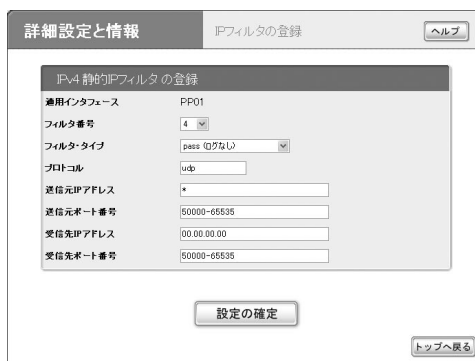 詳細設定と情報 IPフィルタの登録 ヘルプ
IPv4 静的IPフィルタの登録
適用インタフェース PP01
フィルタ番号 4
フィルタ・タイプ pass (ログなし)
プロトコル udp
送信元IPアドレス *
送信元ポート番号 50000-65535
受信先IPアドレス 00.00.00.00
受信先ポート番号 50000-65535
設定の確定
トップへ戻る